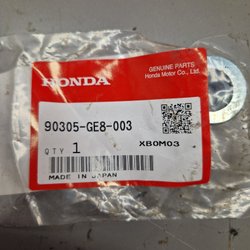 HONDA
GENUINE PARTS
Honda Motor Co., Ltd.
90305-GE8-003
QTY 1
XB0M03
MADE IN JAPAN